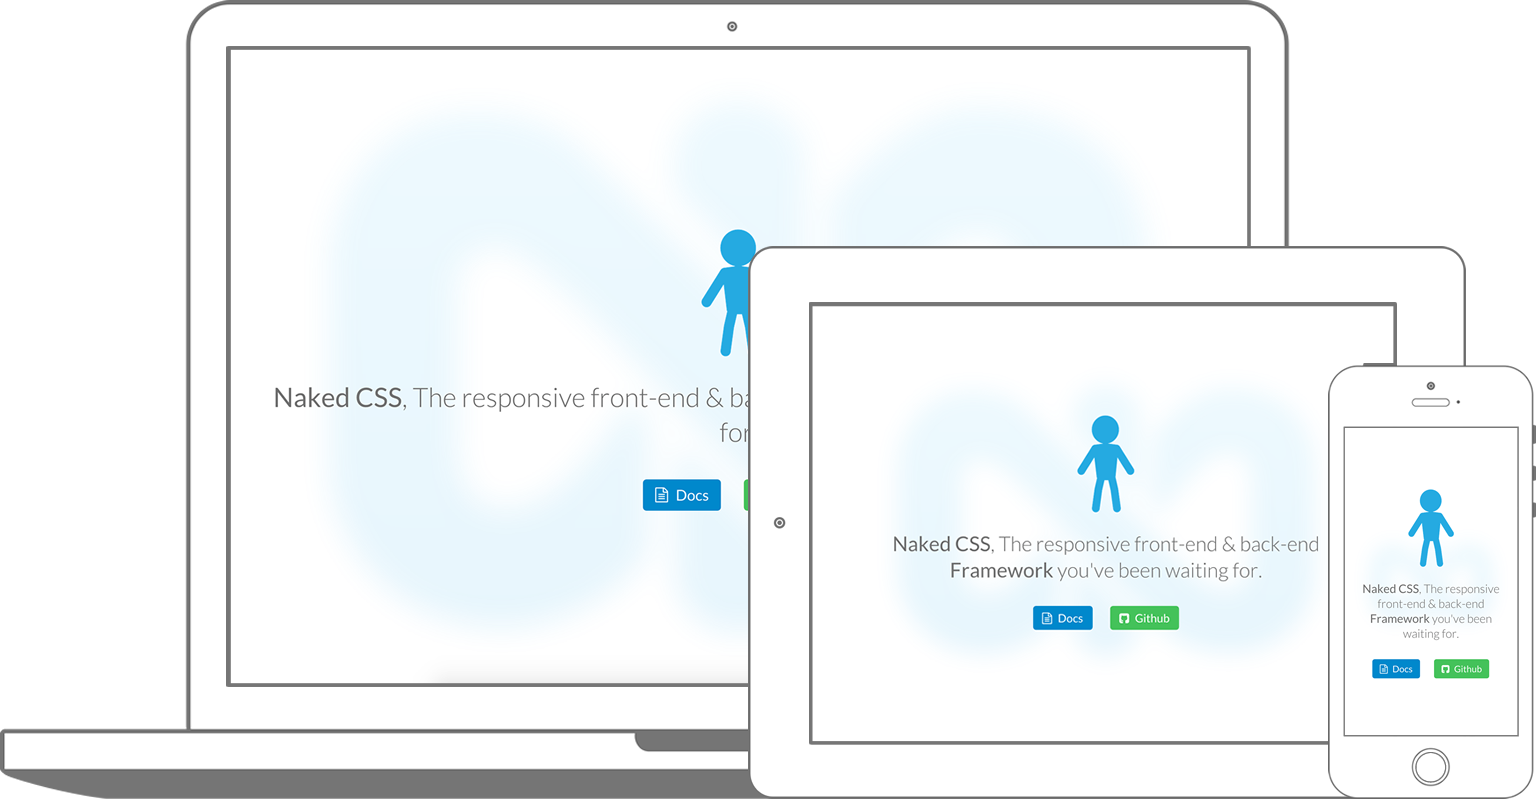 Naked CSS, The responsive front-end & ba
for
Docs
Naked CSS, The responsive front-end & back-end
Framework you've been waiting for.
Docs
Github
Naked CSS, The responsive
front-end & back-end
Framework you've been
waiting for.
Docs
Github